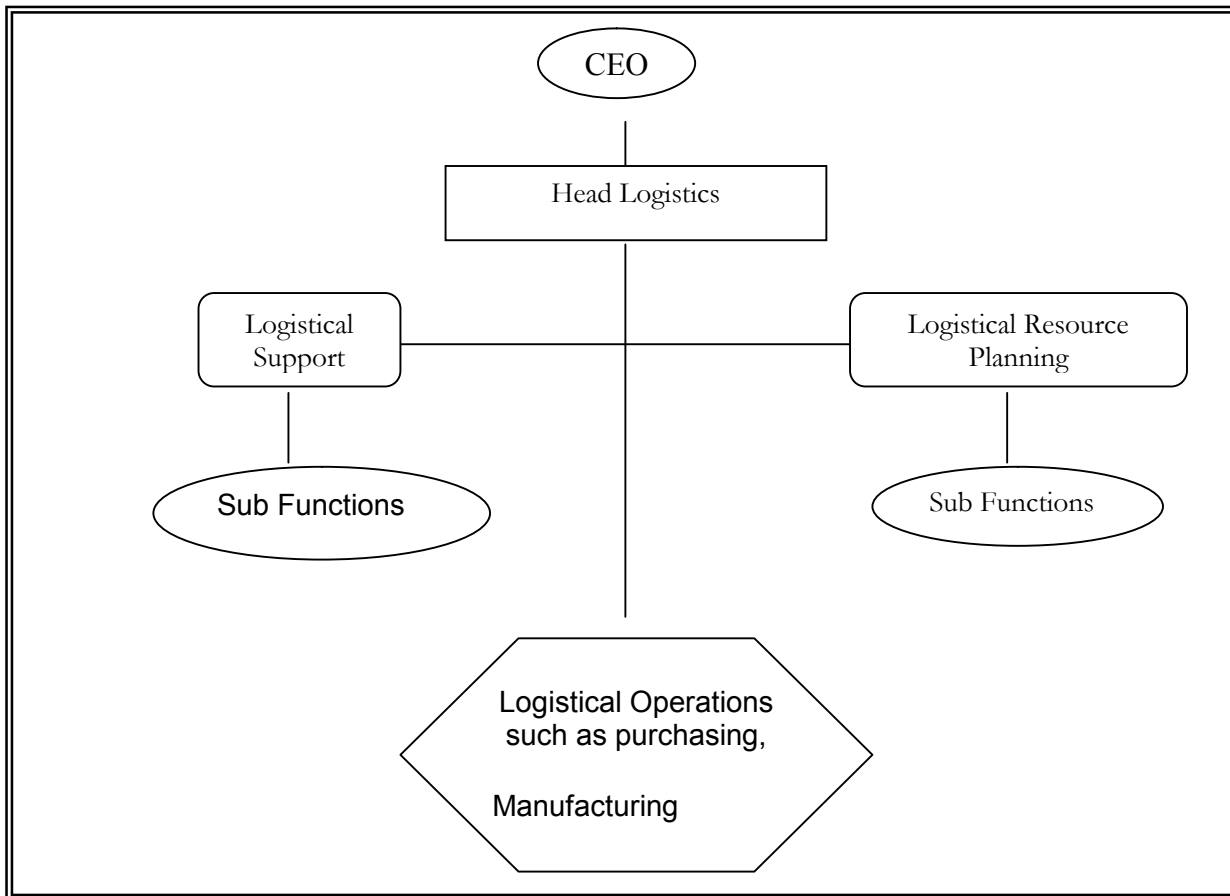 CEO
Head Logistics
Logistical
Support
Logistical Resource
Planning
Sub Functions
Sub Functions
Logistical Operations
such as purchasing,
Manufacturing